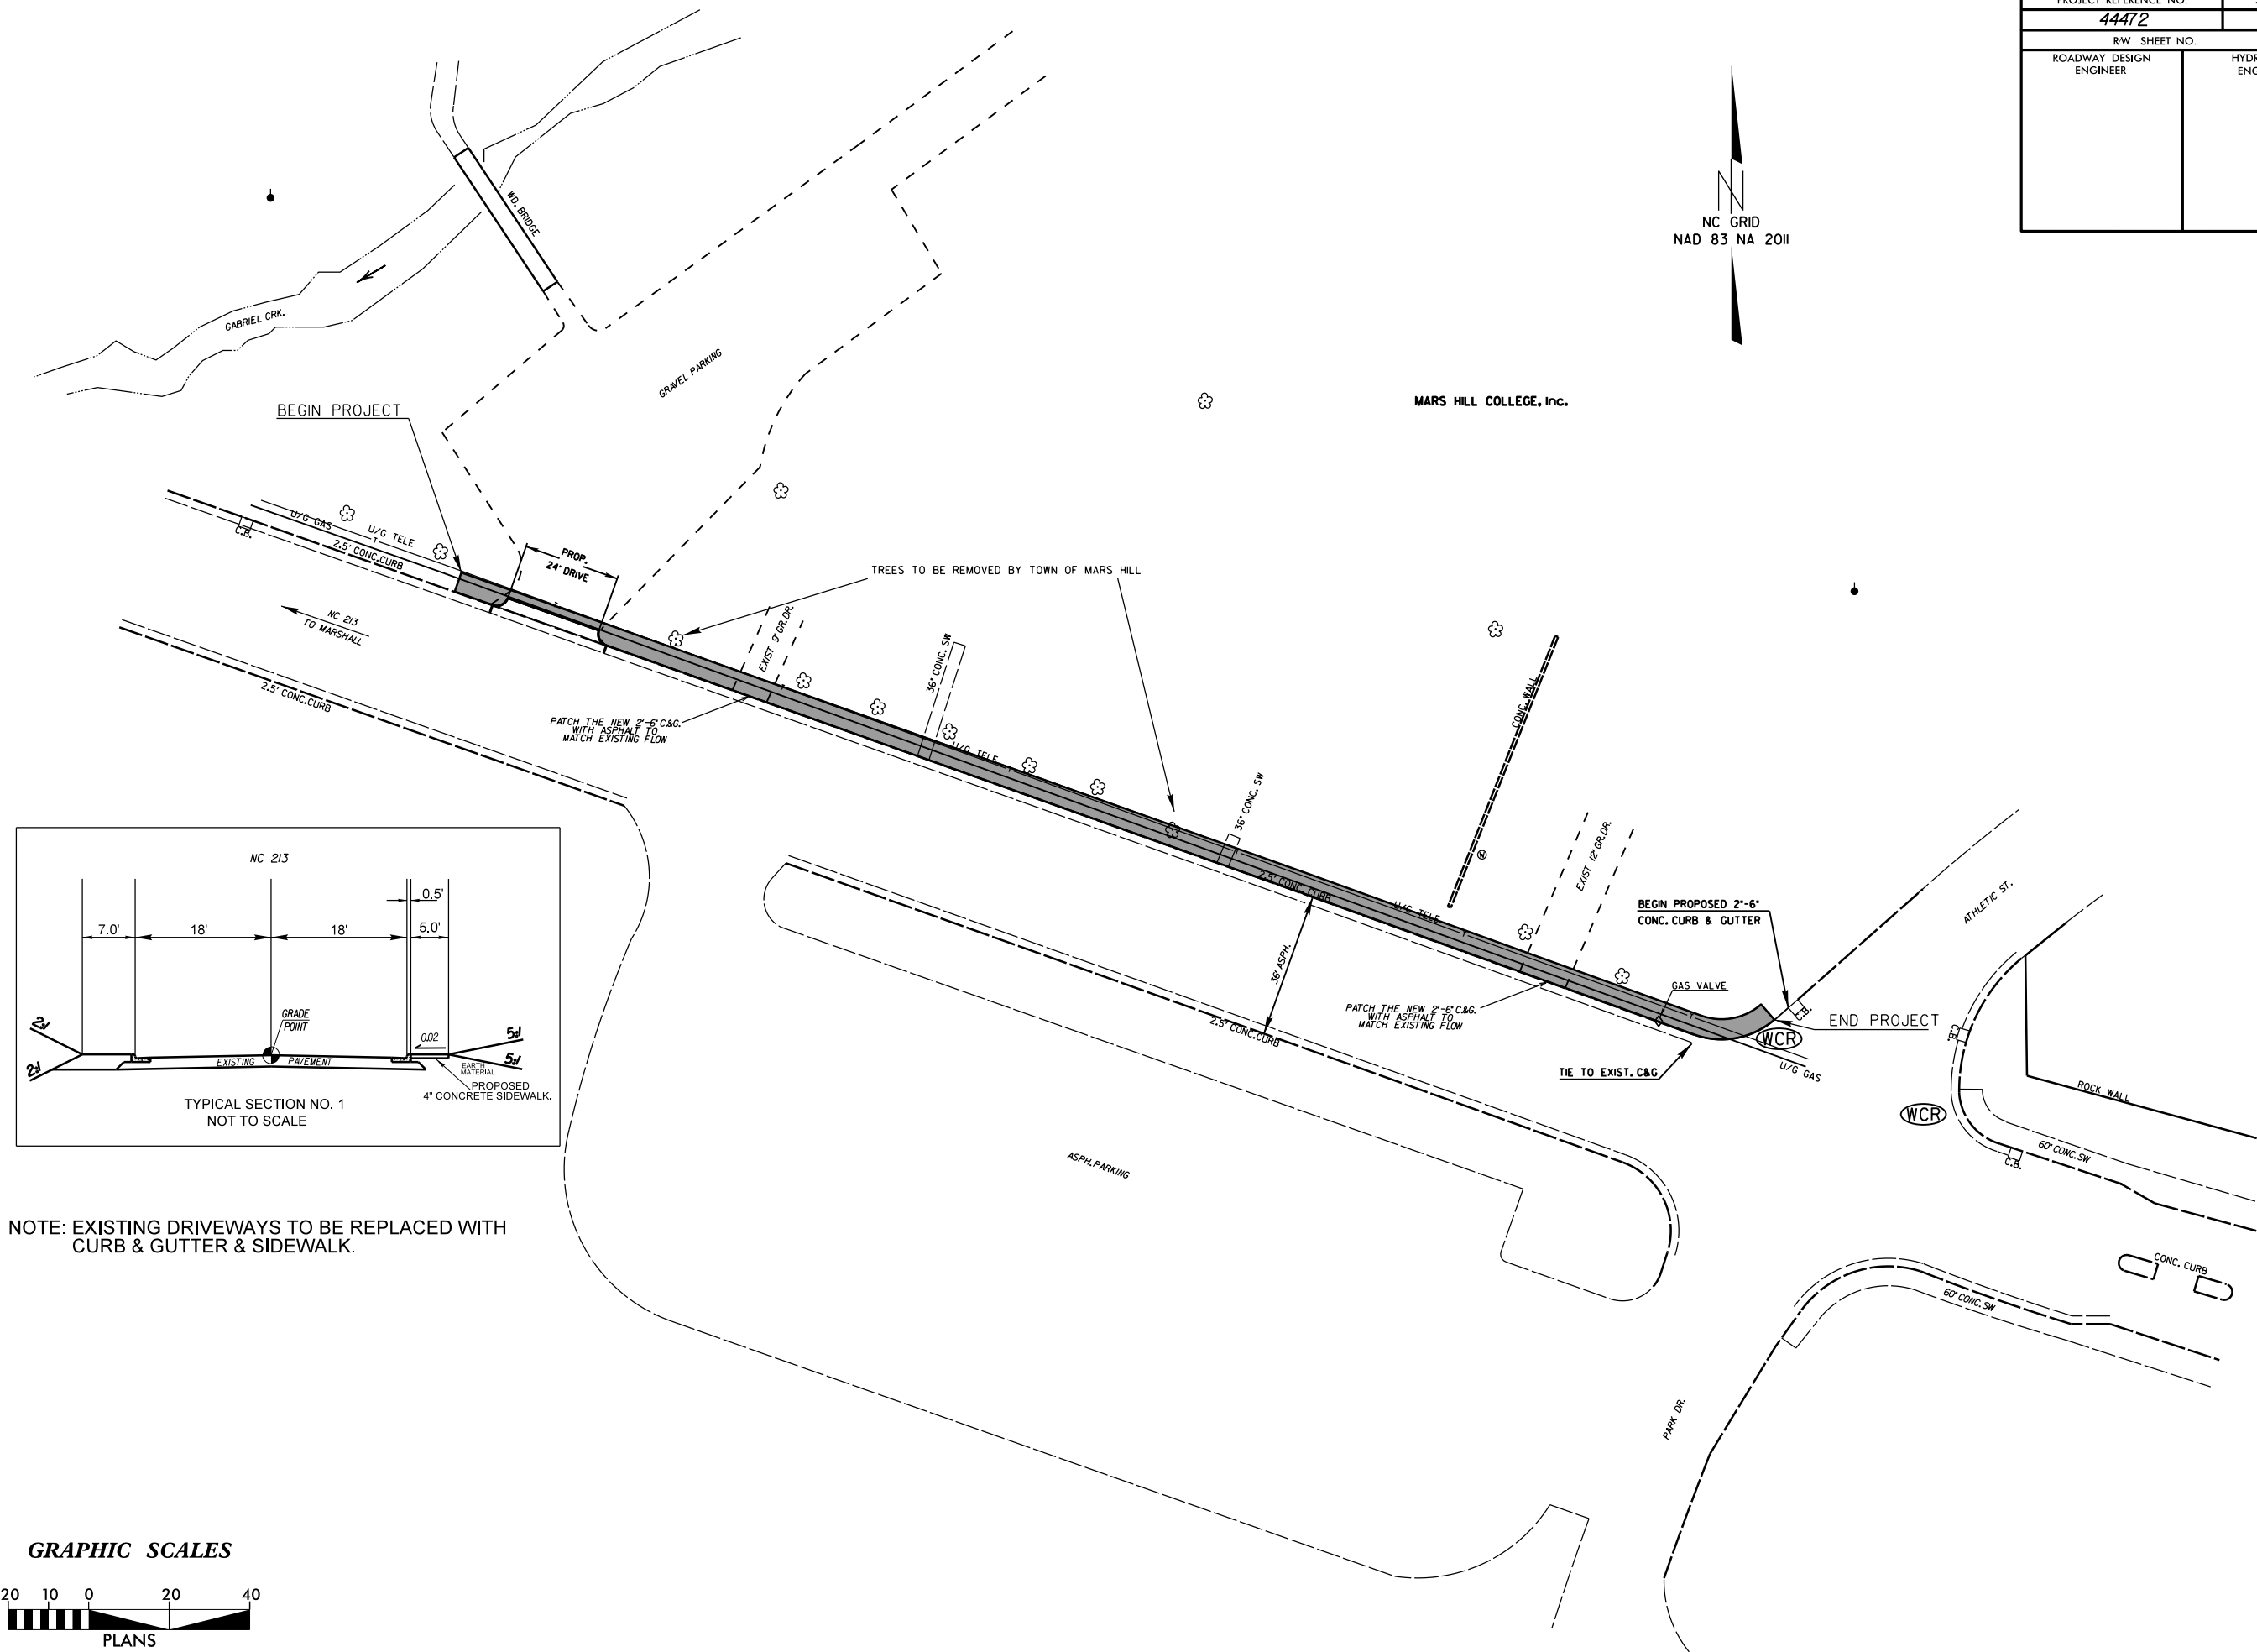 PROJECT REFERENCE NO.
44472
R/W SHEET NO.
ROADWAY DESIGN
ENGINEER
NC GRID
NAD 83 NA 2011
WD. BRIDGE
GABRIEL CRK.
GRAVEL PARKING
BEGIN PROJECT
MARS HILL COLLEGE, Inc.
U/G GAS
U/G TELE
T
C.B.
2.5' CONC.CURB
PROP.
24' DRIVE
TREES TO BE REMOVED BY TOWN OF MARS HILL
NC 213
TO MARSHALL
EXIST 9' GR.DR.
36" CONC. SW
CONC. WALL
2.5' CONC.CURB
PATCH THE NEW 2'-6" C.&G.
WITH ASPHALT TO
MATCH EXISTING FLOW
U/G TELE
36" CONC. SW
EXIST 12' GR.DR.
W
2.5' CONC. CURB
U/G TELE
BEGIN PROPOSED 2'-6"
CONC. CURB & GUTTER
ATHLETIC ST.
36' ASPH.
GAS VALVE
C.B.
PATCH THE NEW 2'-6" C.&G.
WITH ASPHALT TO
MATCH EXISTING FLOW
2.5' CONC.CURB
END PROJECT
WCR
C.B.
TIE TO EXIST. C&G
U/G GAS
ROCK WALL
WCR
60" CONC.SW
C.B.
ASPH.PARKING
CONC. CURB
60" CONC.SW
PARK DR.
NC 213
0.5'
7.0' 18' 18' 5.0'
GRADE
POINT
2:1
2:1
0.02
5:1
5:1
EXISTING PAVEMENT
EARTH
MATERIAL
PROPOSED
4" CONCRETE SIDEWALK.
TYPICAL SECTION NO. 1
NOT TO SCALE
NOTE: EXISTING DRIVEWAYS TO BE REPLACED WITH
CURB & GUTTER & SIDEWALK.
GRAPHIC SCALES
20 10 0 20 40
PLANS